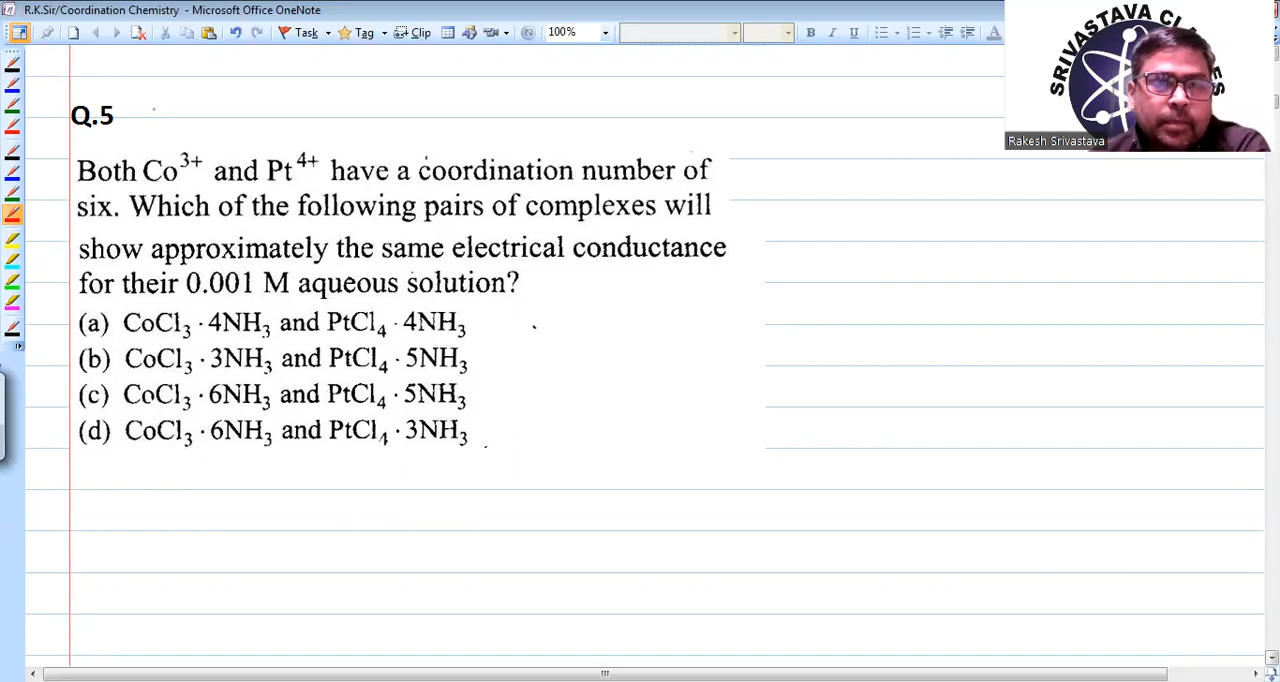 R.K.Sir/Coordination Chemistry - Microsoft Office OneNote
Task Tag Clip 100% B I U A
SRIVASTAVA CL ES
Rakesh Srivastava
Q.5
Both Co³⁺ and Pt⁴⁺ have a coordination number of
six. Which of the following pairs of complexes will
show approximately the same electrical conductance
for their 0.001 M aqueous solution?
(a) CoCl₃ · 4NH₃ and PtCl₄ · 4NH₃
(b) CoCl₃ · 3NH₃ and PtCl₄ · 5NH₃
(c) CoCl₃ · 6NH₃ and PtCl₄ · 5NH₃
(d) CoCl₃ · 6NH₃ and PtCl₄ · 3NH₃